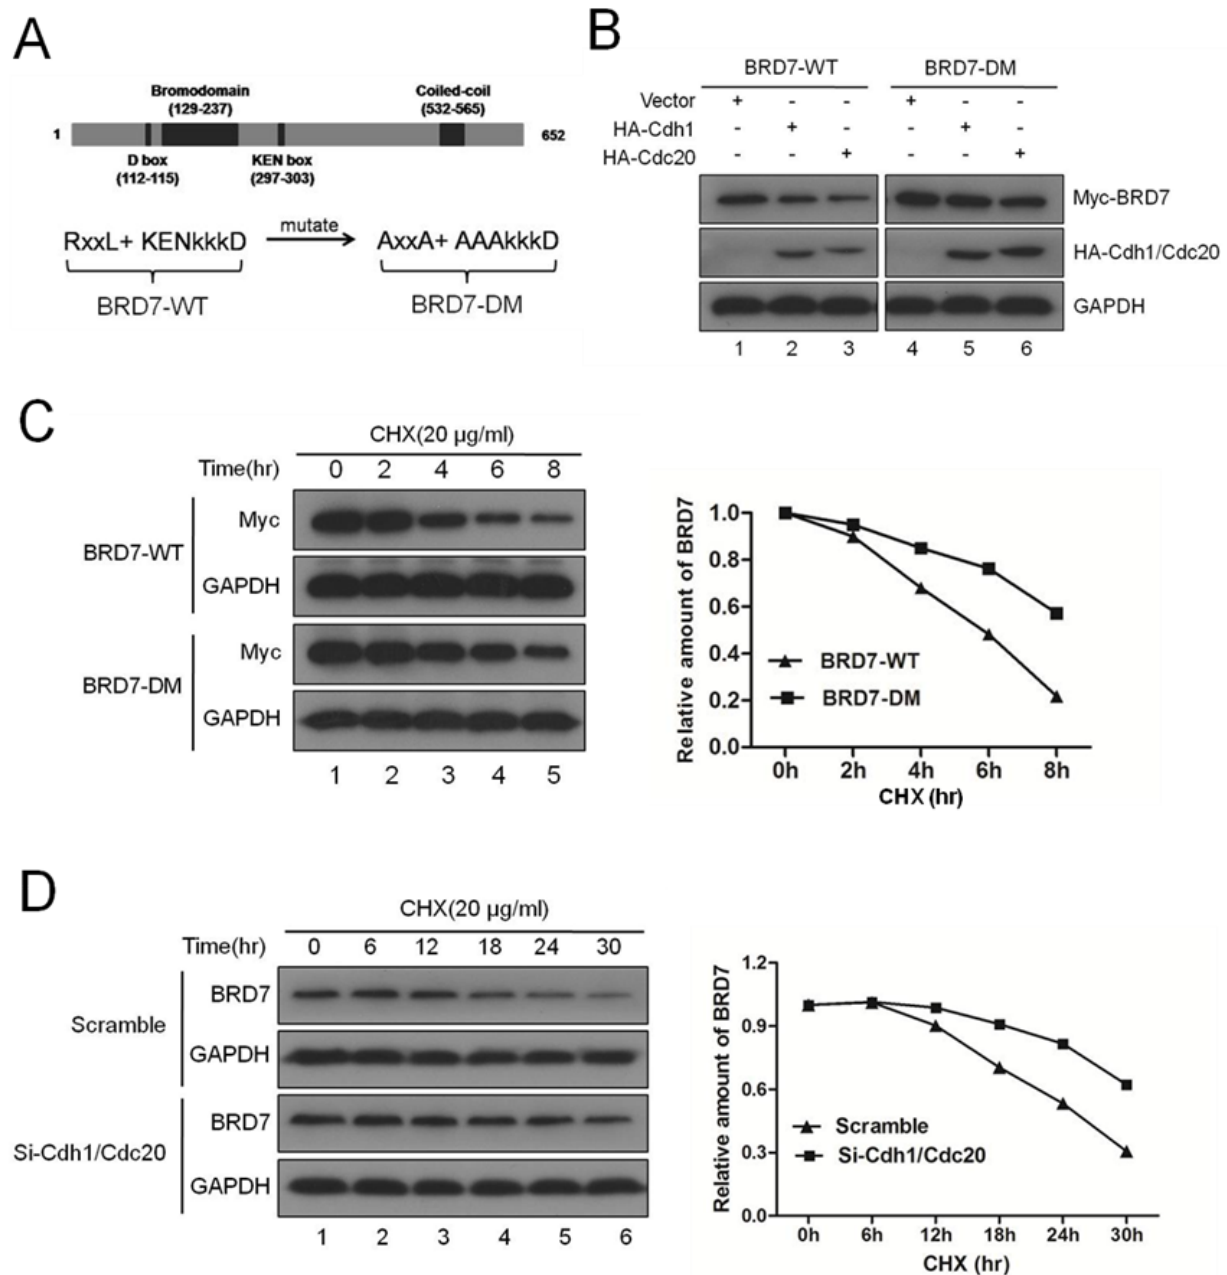 A
Bromodomain
(129-237)
Coiled-coil
(532-565)
1
652
D box
(112-115)
KEN box
(297-303)
RxxL+ KENkkkD
mutate
AxxA+ AAAkkkD
BRD7-WT
BRD7-DM
B
BRD7-WT BRD7-DM
Vector + - - + - -
HA-Cdh1 - + - - + -
HA-Cdc20 - - + - - +
Myc-BRD7
HA-Cdh1/Cdc20
GAPDH
1 2 3 4 5 6
C
CHX(20 μg/ml)
Time(hr) 0 2 4 6 8
BRD7-WT
Myc
GAPDH
BRD7-DM
Myc
GAPDH
1 2 3 4 5
Relative amount of BRD7
1.0
0.8
0.6
0.4
0.2
0.0
BRD7-WT
BRD7-DM
0h 2h 4h 6h 8h
CHX (hr)
D
CHX(20 μg/ml)
Time(hr) 0 6 12 18 24 30
Scramble
BRD7
GAPDH
Si-Cdh1/Cdc20
BRD7
GAPDH
1 2 3 4 5 6
Relative amount of BRD7
1.2
0.9
0.6
0.3
0.0
Scramble
Si-Cdh1/Cdc20
0h 6h 12h 18h 24h 30h
CHX (hr)